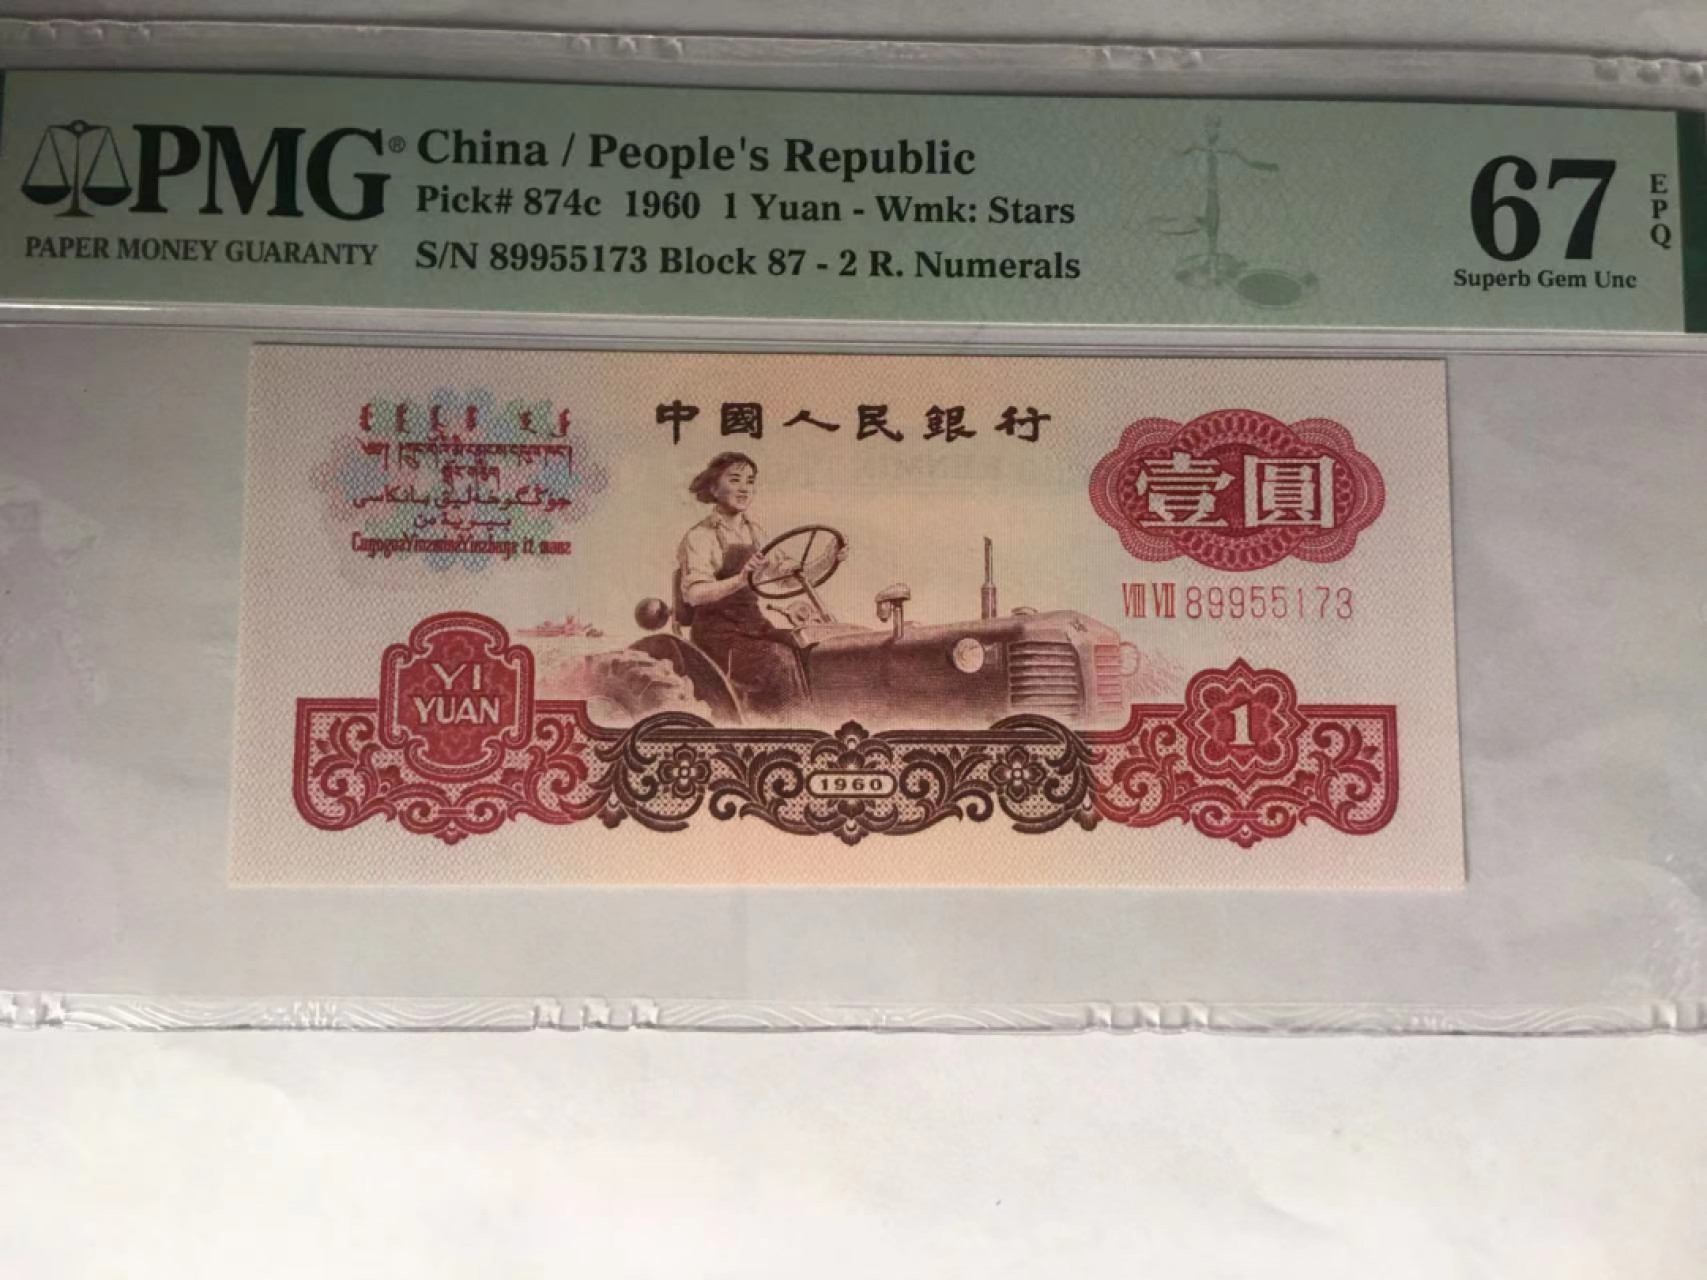 PMG®
PAPER MONEY GUARANTY
China / People's Republic
Pick# 874c 1960 1 Yuan - Wmk: Stars
S/N 89955173 Block 87 - 2 R. Numerals
67
EPQ
Superb Gem Unc
中國人民銀行
壹圓
VIII VII 89955173
YI
YUAN
1960
1